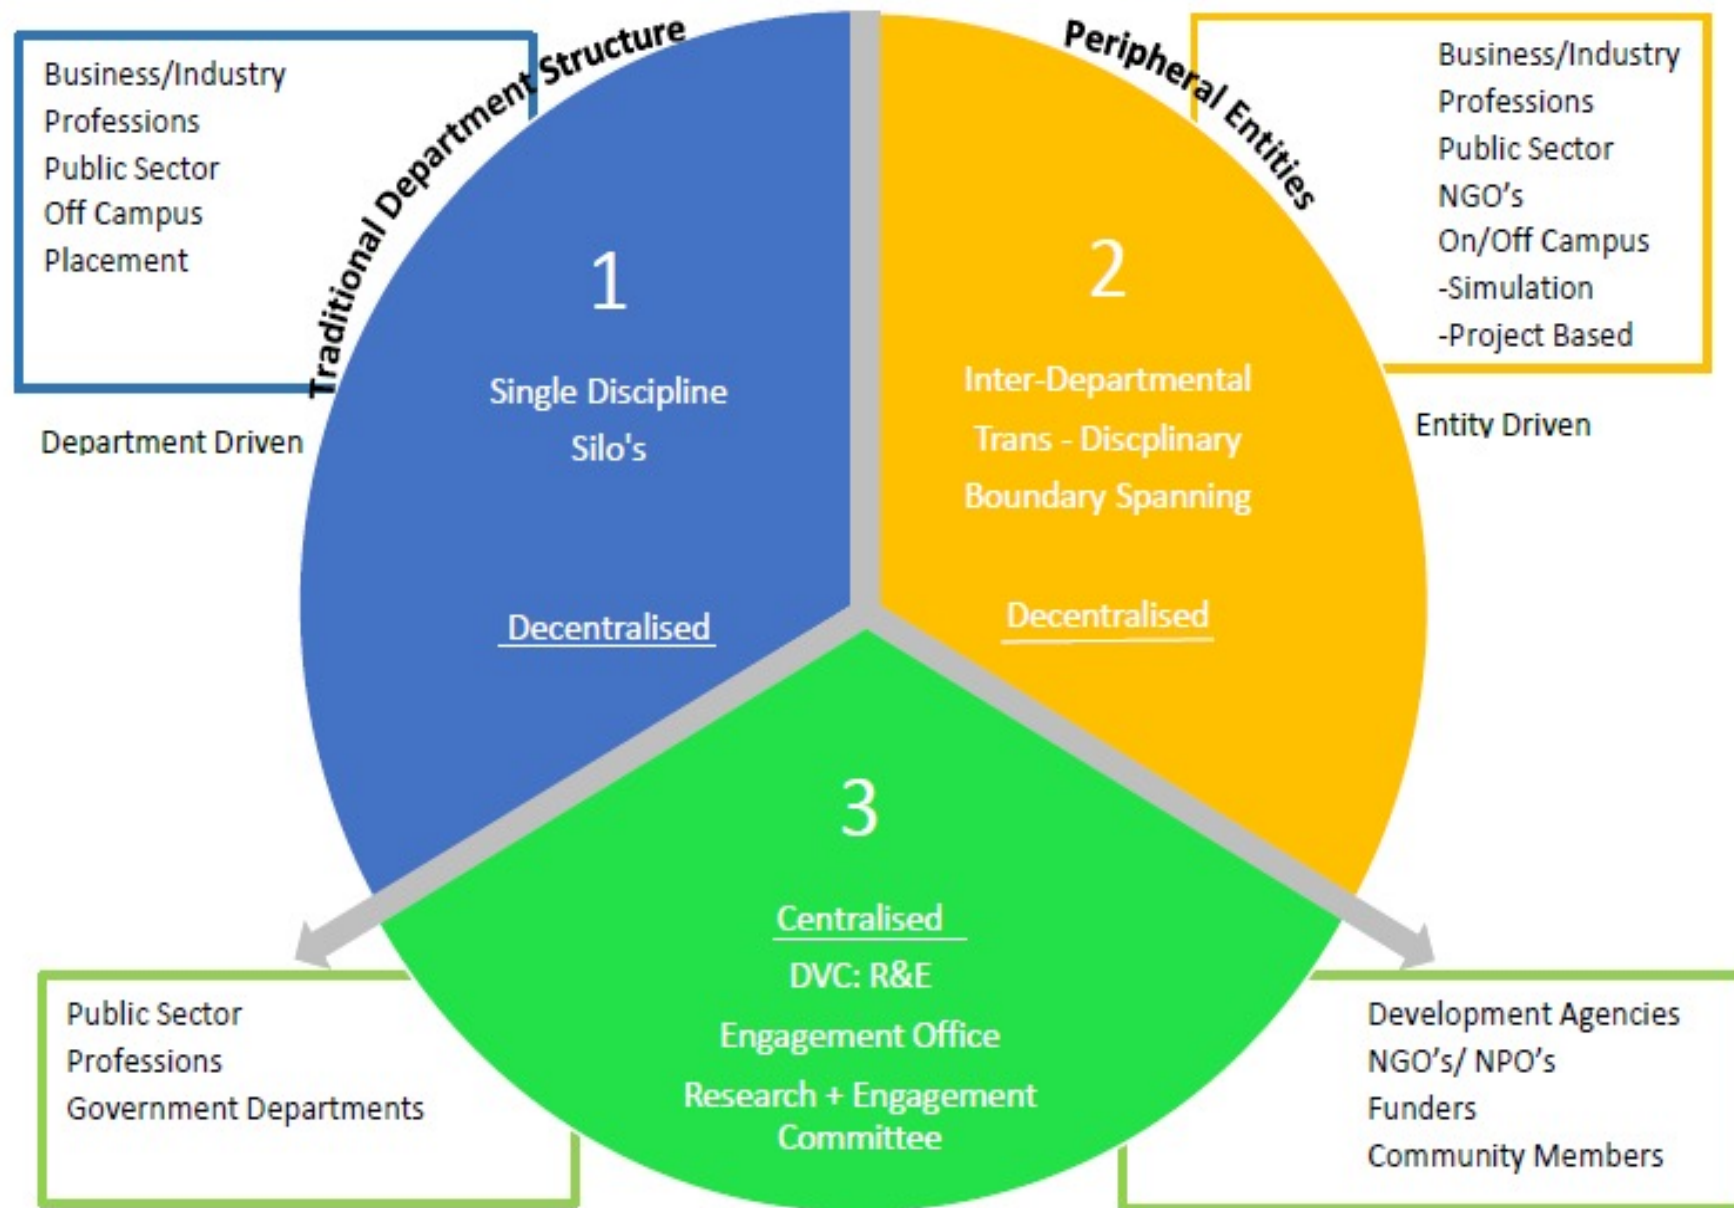 Business/Industry
Professions
Public Sector
Off Campus
Placement
Department Driven
Traditional Department Structure
1
Single Discipline
Silo's
Decentralised
Peripheral Entities
2
Inter-Departmental
Trans - Discplinary
Boundary Spanning
Decentralised
Business/Industry
Professions
Public Sector
NGO’s
On/Off Campus
-Simulation
-Project Based
Entity Driven
3
Centralised
DVC: R&E
Engagement Office
Research + Engagement
Committee
Public Sector
Professions
Government Departments
Development Agencies
NGO’s/ NPO’s
Funders
Community Members